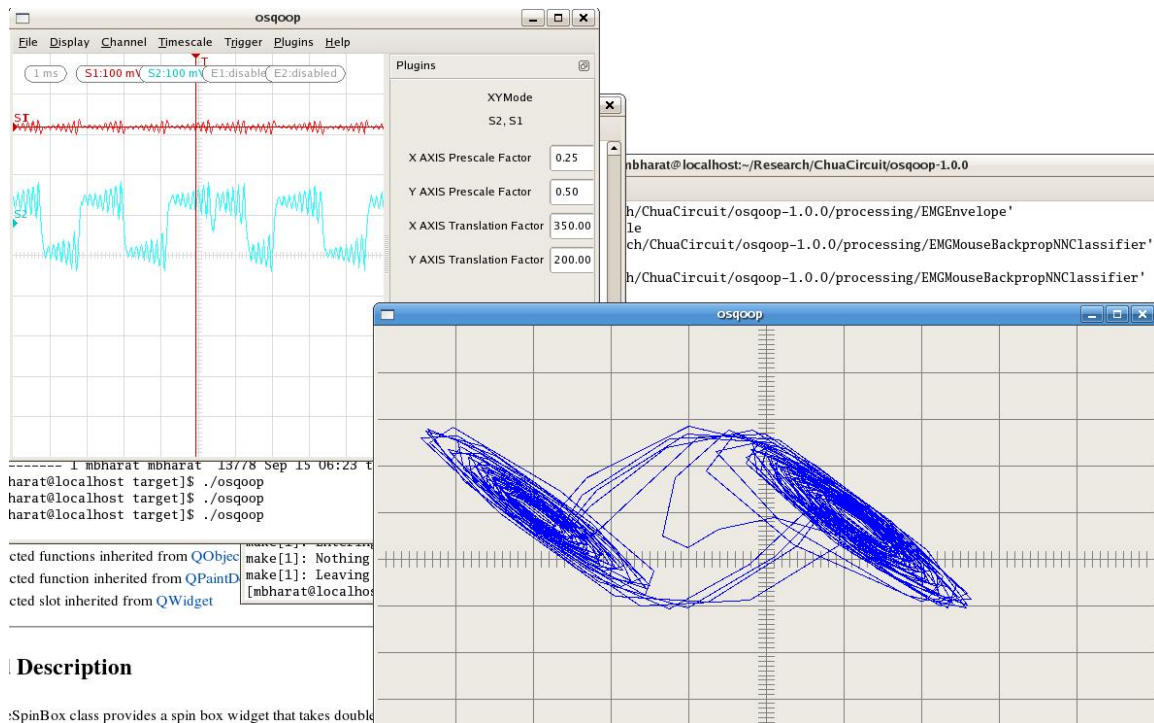 osqoop
File Display Channel Timescale Trigger Plugins Help
T
1 ms S1:100 mV S2:100 mV E1:disable E2:disabled
S1
S2
Plugins
XYMode
S2, S1
X AXIS Prescale Factor 0.25
Y AXIS Prescale Factor 0.50
X AXIS Translation Factor 350.00
Y AXIS Translation Factor 200.00
mbharat@localhost:~/Research/ChuaCircuit/osqoop-1.0.0
h/ChuaCircuit/osqoop-1.0.0/processing/EMGEnvelope'
le
ch/ChuaCircuit/osqoop-1.0.0/processing/EMGMouseBackpropNNClassifier'
h/ChuaCircuit/osqoop-1.0.0/processing/EMGMouseBackpropNNClassifier'
osqoop
------- 1 mbharat mbharat 13778 Sep 15 06:23 t
harat@localhost target]$ ./osqoop
harat@localhost target]$ ./osqoop
harat@localhost target]$ ./osqoop
cted functions inherited from QObjec
cted function inherited from QPaintD
cted slot inherited from QWidget
make[1]: Entering
make[1]: Nothing
make[1]: Leaving
[mbharat@localhos
Description
:SpinBox class provides a spin box widget that takes double